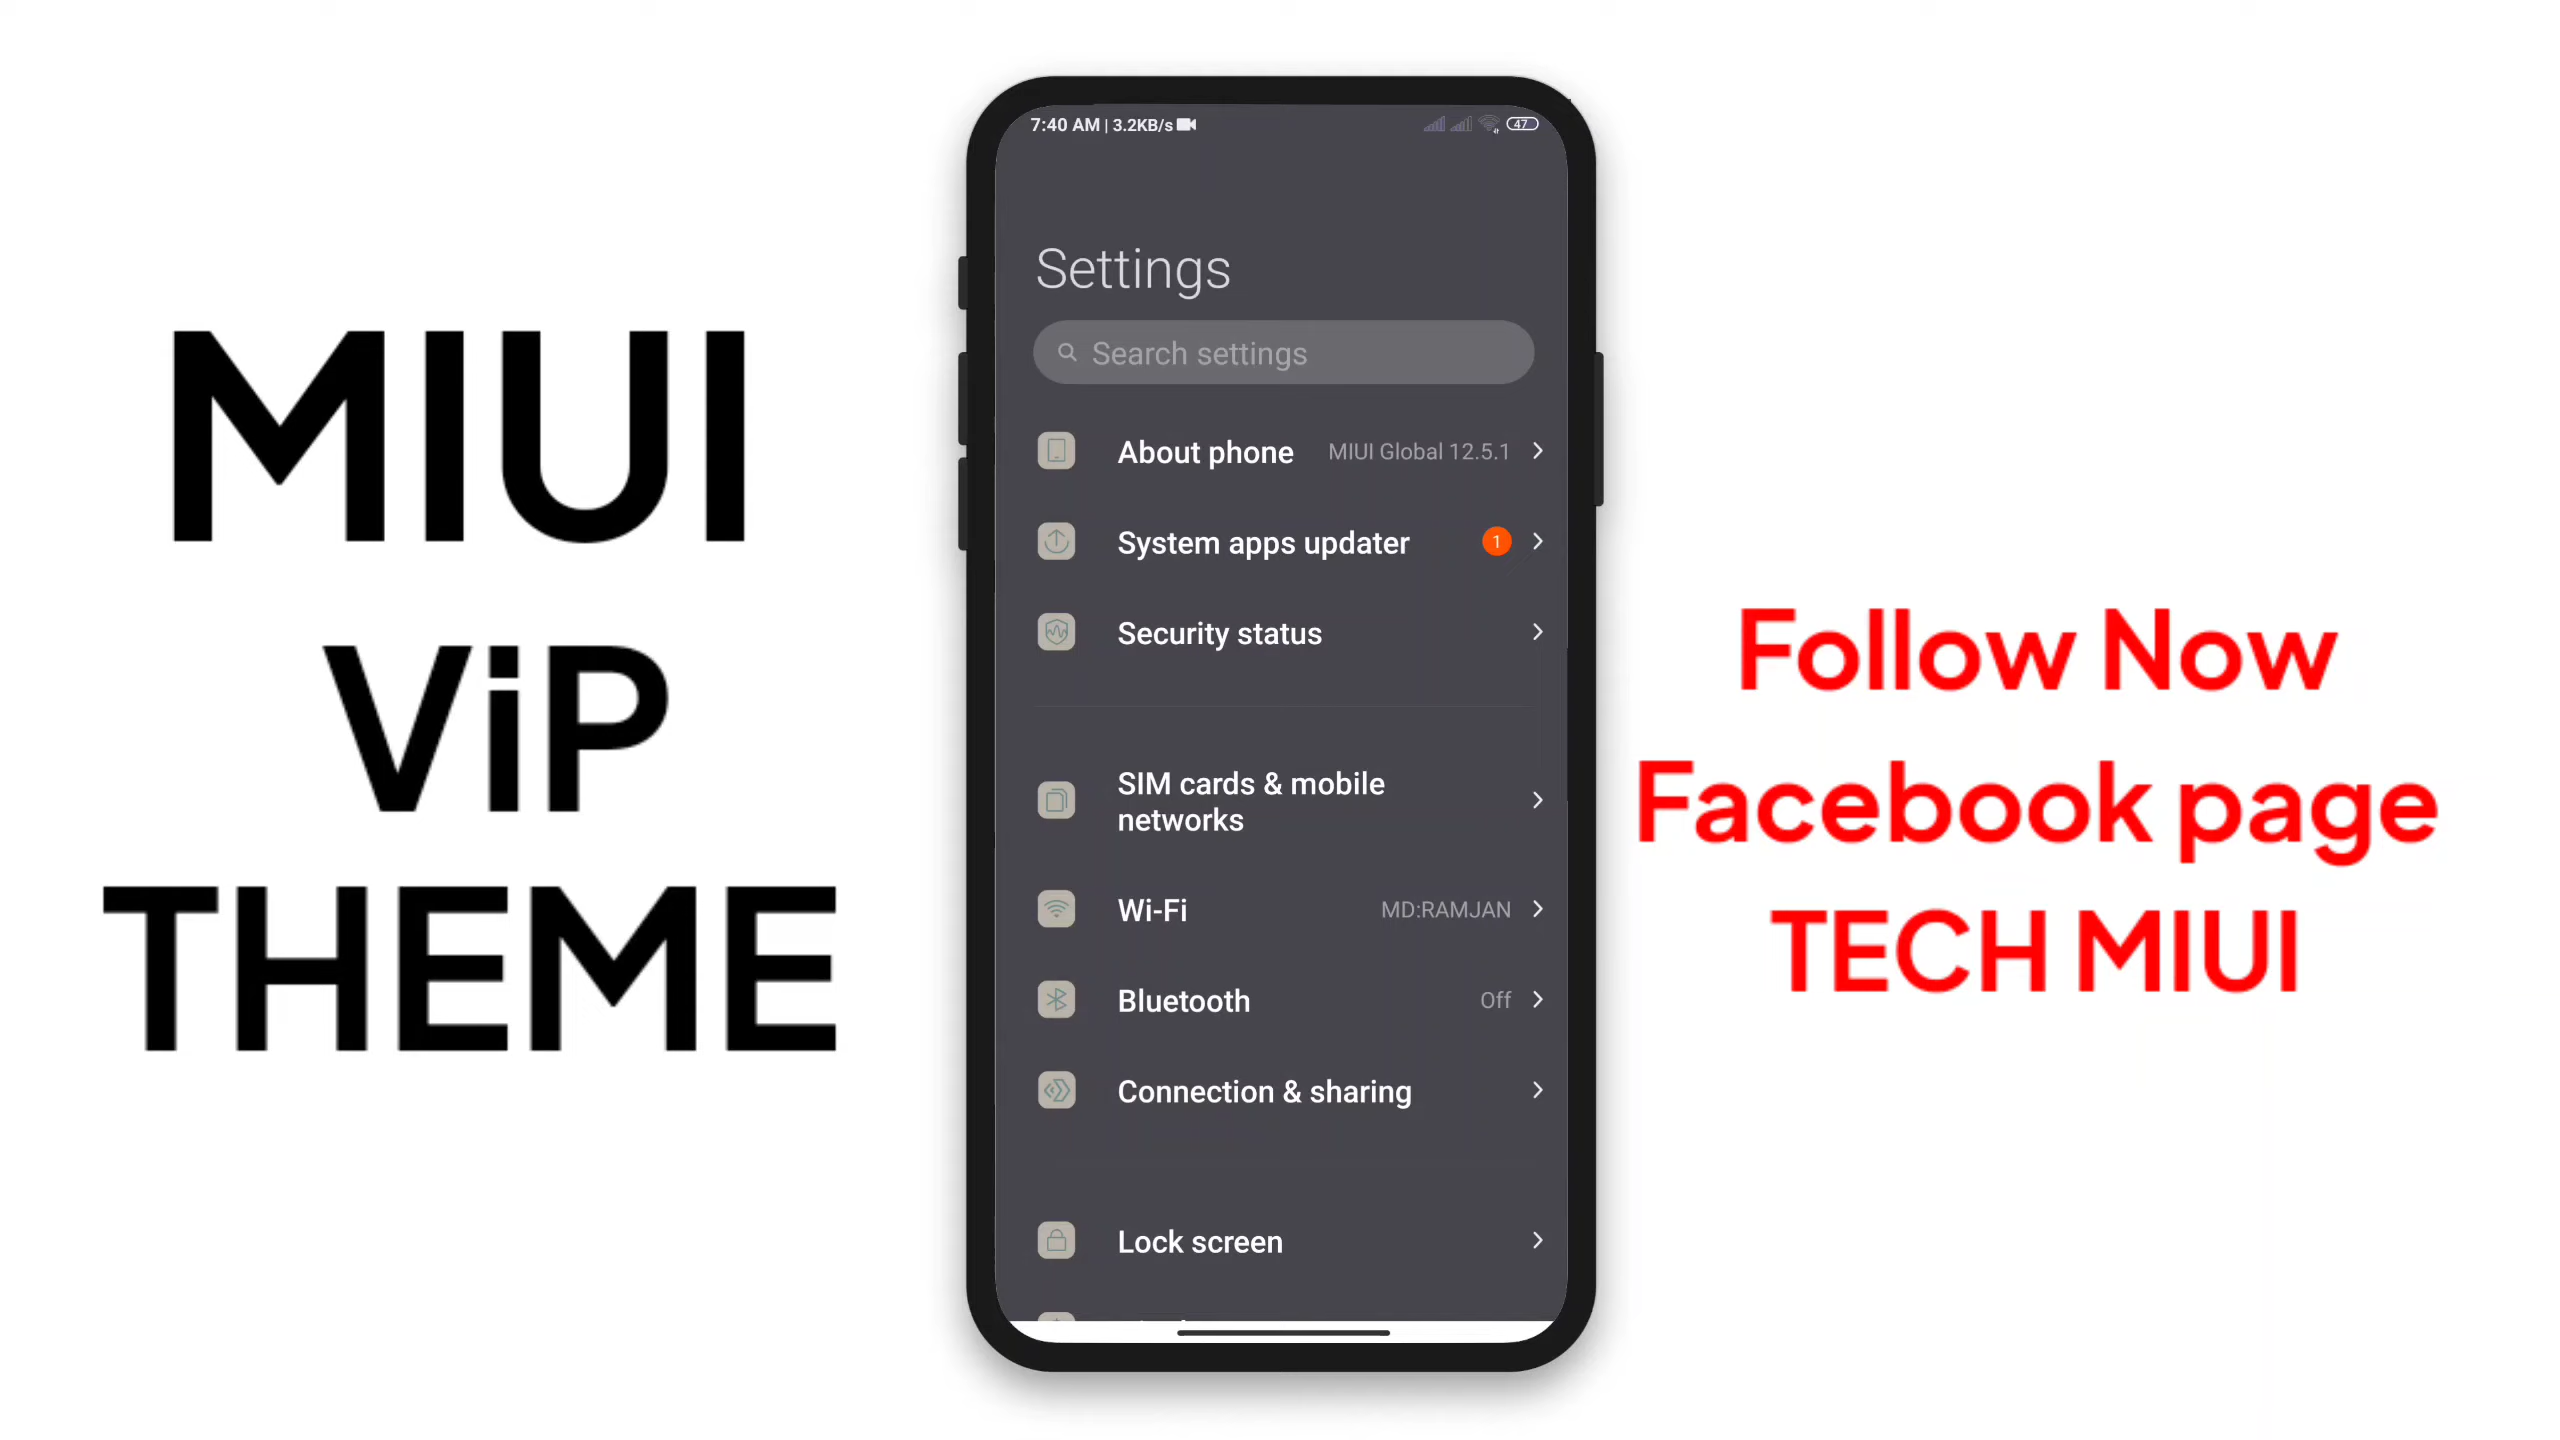 MIUI
ViP
THEME
7:40 AM | 3.2KB/s
47
Settings
Search settings
About phone MIUI Global 12.5.1
System apps updater 1
Security status
SIM cards & mobile
networks
Wi-Fi MD:RAMJAN
Bluetooth Off
Connection & sharing
Lock screen
Follow Now
Facebook page
TECH MIUI